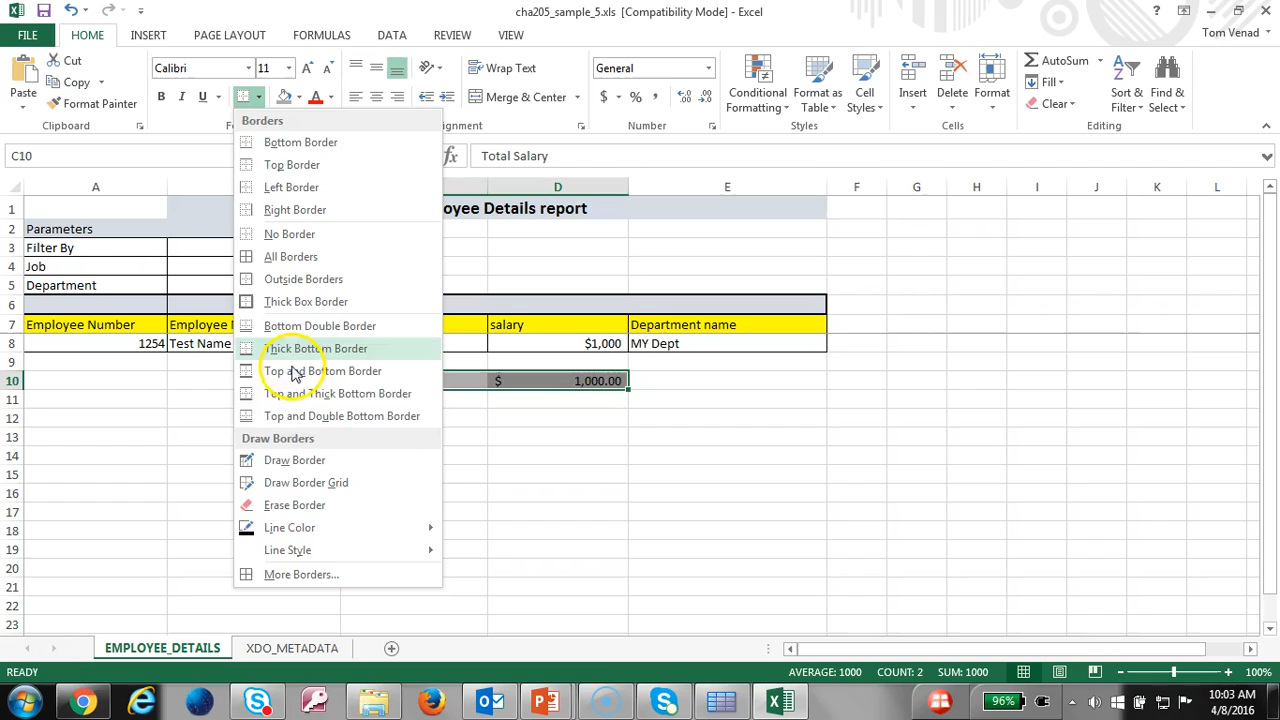 cha205_sample_5.xls [Compatibility Mode] - Excel
FILE HOME INSERT PAGE LAYOUT FORMULAS DATA REVIEW VIEW Tom Venad
Paste Cut Copy Format Painter
Calibri 11 B I U A
Wrap Text Merge & Center
General $ % ,
Conditional Formatting Format as Table Cell Styles
Insert Delete Format
AutoSum Fill Clear Sort & Filter Find & Select
Clipboard Number Styles Cells Editing
C10 fx Total Salary
Borders
Bottom Border
Top Border
Left Border
Right Border
No Border
All Borders
Outside Borders
Thick Box Border
Bottom Double Border
Thick Bottom Border
Top and Bottom Border
Top and Thick Bottom Border
Top and Double Bottom Border
Draw Borders
Draw Border
Draw Border Grid
Erase Border
Line Color
Line Style
More Borders...
A D E F G H I J K L
1 Details report
2 Parameters
3 Filter By
4 Job
5 Department
6
7 Employee Number salary Department name
8 1254 Test Name $1,000 MY Dept
9
10 $ 1,000.00
11
12
13
14
15
16
17
18
19
20
21
22
23
EMPLOYEE_DETAILS XDO_METADATA
READY AVERAGE: 1000 COUNT: 2 SUM: 1000 100%
96% 10:03 AM
4/8/2016